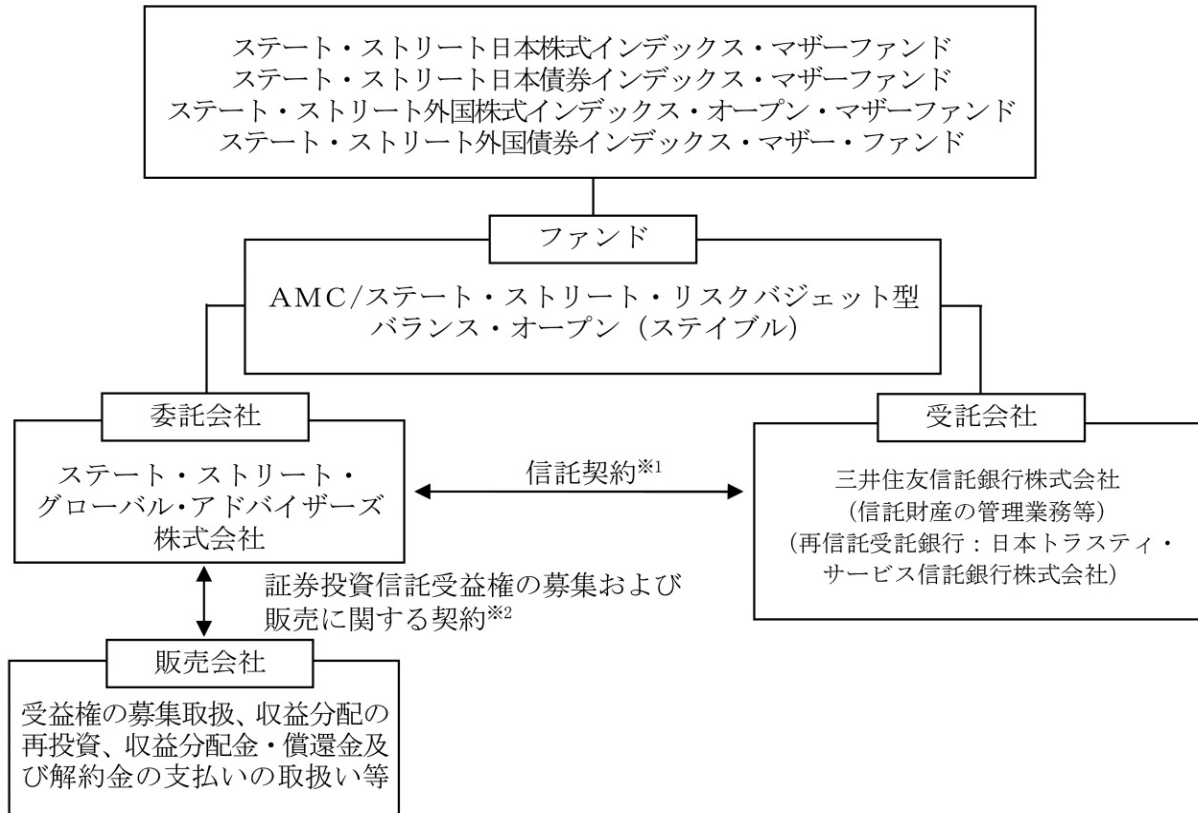 ステート・ストリート日本株式インデックス・マザーファンド
ステート・ストリート日本債券インデックス・マザーファンド
ステート・ストリート外国株式インデックス・オープン・マザーファンド
ステート・ストリート外国債券インデックス・マザー・ファンド
ファンド
AMC/ステート・ストリート・リスクバジェット型
バランス・オープン（ステイブル）
委託会社
ステート・ストリート・
グローバル・アドバイザーズ
株式会社
信託契約※1
受託会社
三井住友信託銀行株式会社
(信託財産の管理業務等)
(再信託受託銀行：日本トラスティ・
サービス信託銀行株式会社)
証券投資信託受益権の募集および
販売に関する契約※2
販売会社
受益権の募集取扱、収益分配の
再投資、収益分配金・償還金及
び解約金の支払いの取扱い等